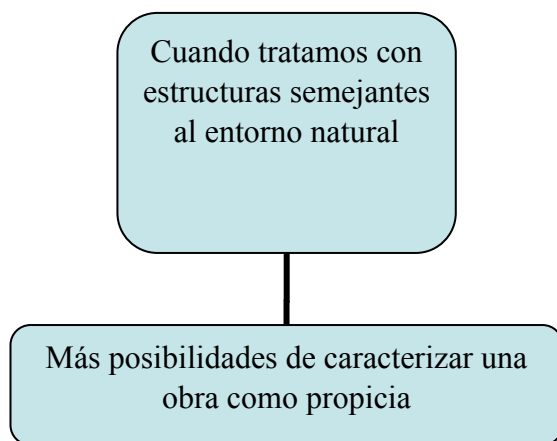 Cuando tratamos con
estructuras semejantes
al entorno natural
Más posibilidades de caracterizar una
obra como propicia